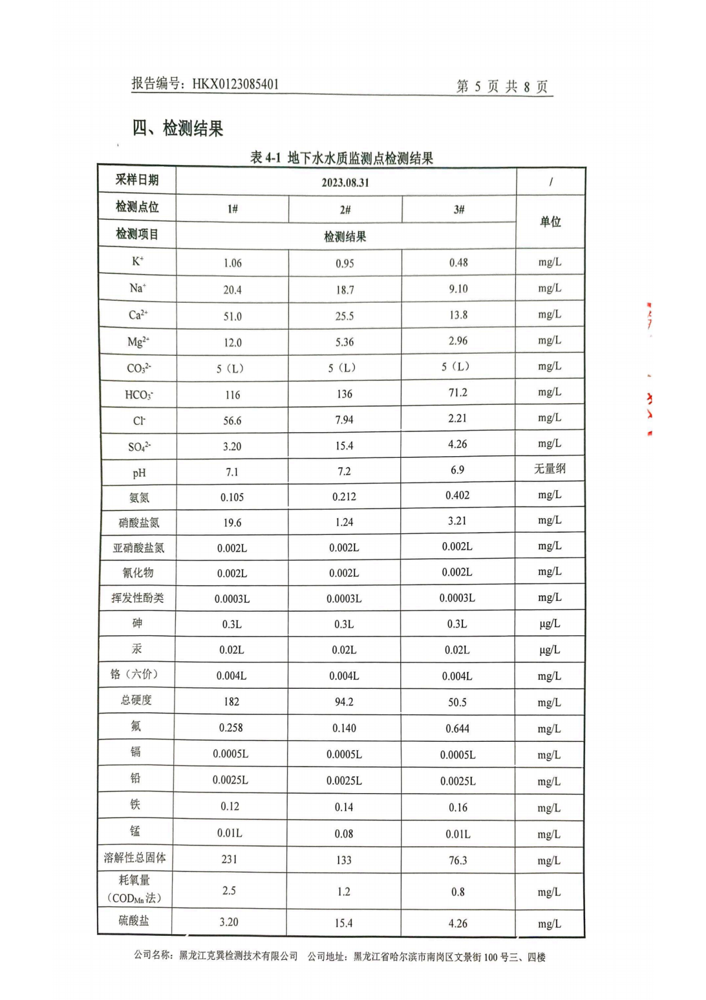 报告编号：HKX0123085401 第 5 页 共 8 页
四、检测结果
表 4-1 地下水水质监测点检测结果
采样日期 2023.08.31 /
检测点位 1# 2# 3# 单位
检测项目 检测结果
K⁺ 1.06 0.95 0.48 mg/L
Na⁺ 20.4 18.7 9.10 mg/L
Ca²⁺ 51.0 25.5 13.8 mg/L
Mg²⁺ 12.0 5.36 2.96 mg/L
CO₃²⁻ 5（L） 5（L） 5（L） mg/L
HCO₃⁻ 116 136 71.2 mg/L
Cl⁻ 56.6 7.94 2.21 mg/L
SO₄²⁻ 3.20 15.4 4.26 mg/L
pH 7.1 7.2 6.9 无量纲
氨氮 0.105 0.212 0.402 mg/L
硝酸盐氮 19.6 1.24 3.21 mg/L
亚硝酸盐氮 0.002L 0.002L 0.002L mg/L
氰化物 0.002L 0.002L 0.002L mg/L
挥发性酚类 0.0003L 0.0003L 0.0003L mg/L
砷 0.3L 0.3L 0.3L μg/L
汞 0.02L 0.02L 0.02L μg/L
铬（六价） 0.004L 0.004L 0.004L mg/L
总硬度 182 94.2 50.5 mg/L
氟 0.258 0.140 0.644 mg/L
镉 0.0005L 0.0005L 0.0005L mg/L
铅 0.0025L 0.0025L 0.0025L mg/L
铁 0.12 0.14 0.16 mg/L
锰 0.01L 0.08 0.01L mg/L
溶解性总固体 231 133 76.3 mg/L
耗氧量
（CODMn 法） 2.5 1.2 0.8 mg/L
硫酸盐 3.20 15.4 4.26 mg/L
公司名称：黑龙江克巽检测技术有限公司 公司地址：黑龙江省哈尔滨市南岗区文景街 100 号三、四楼